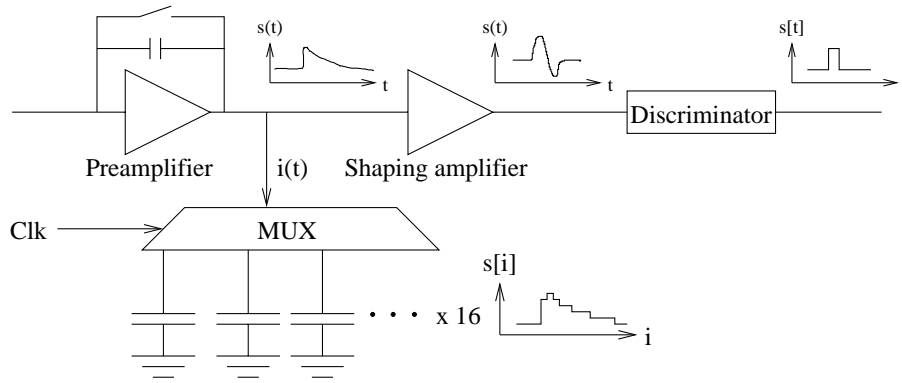 s(t)
t
s(t)
t
s[t]
Preamplifier
Shaping amplifier
Discriminator
i(t)
Clk
MUX
x 16
s[i]
i